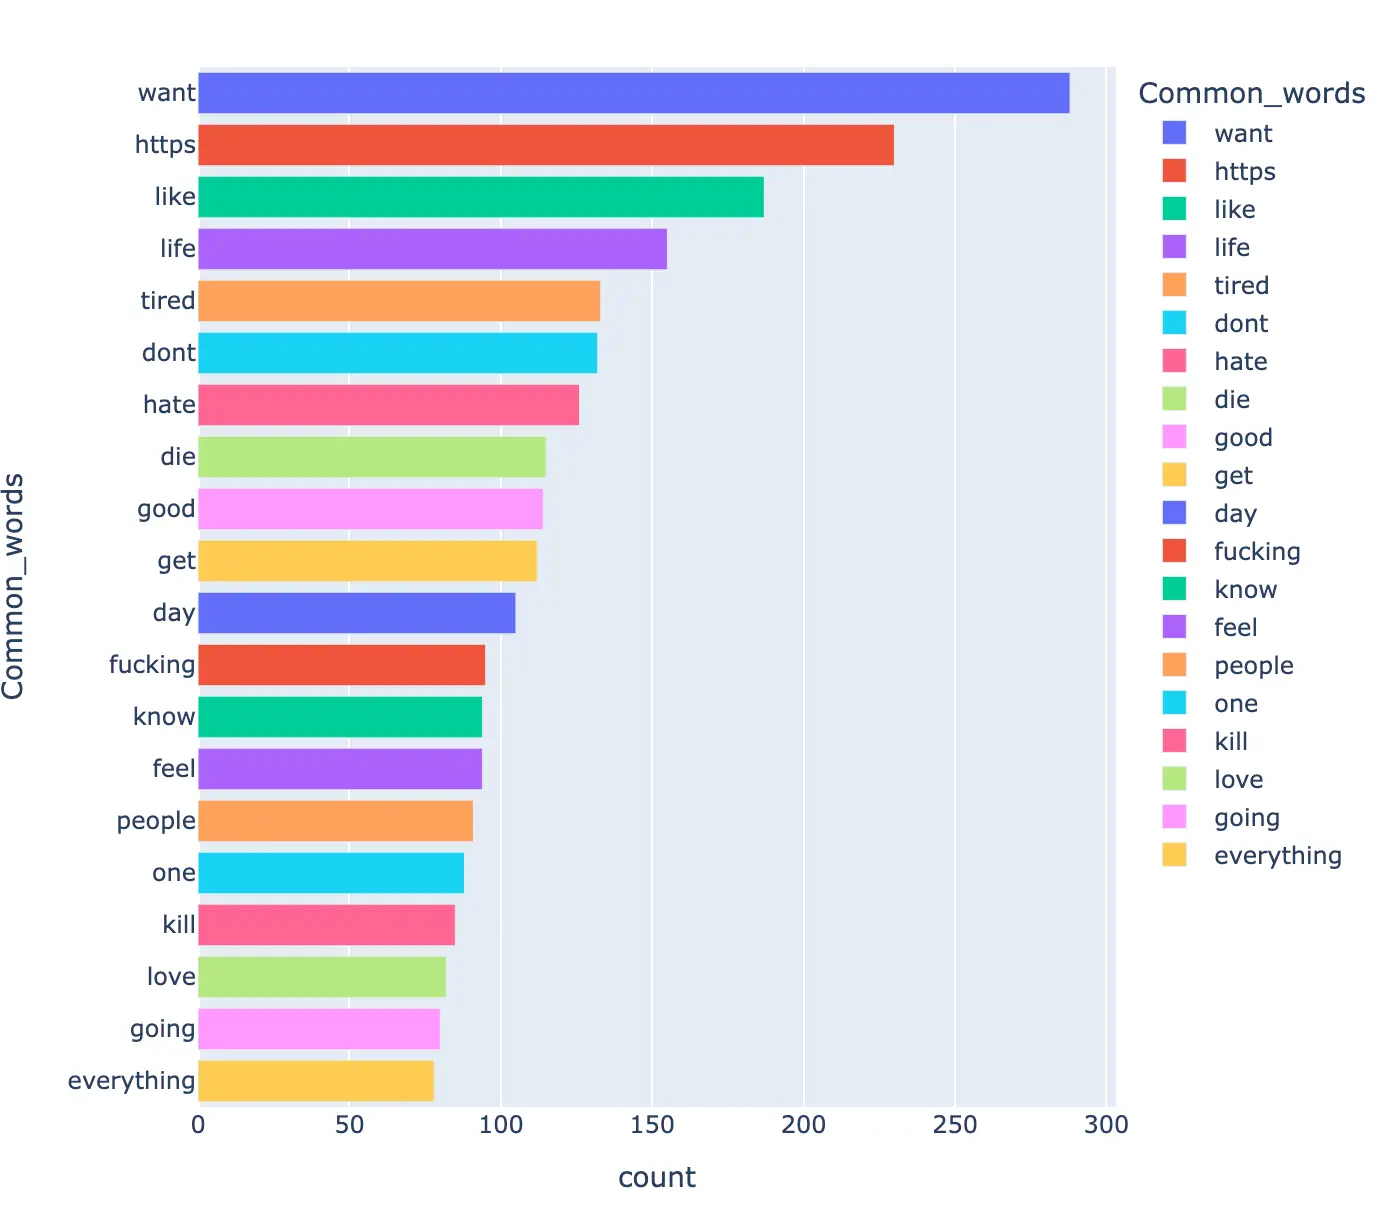 want
https
like
life
tired
dont
hate
die
good
get
day
fucking
know
feel
people
one
kill
love
going
everything
Common_words
0 50 100 150 200 250 300
count
Common_words
want
https
like
life
tired
dont
hate
die
good
get
day
fucking
know
feel
people
one
kill
love
going
everything